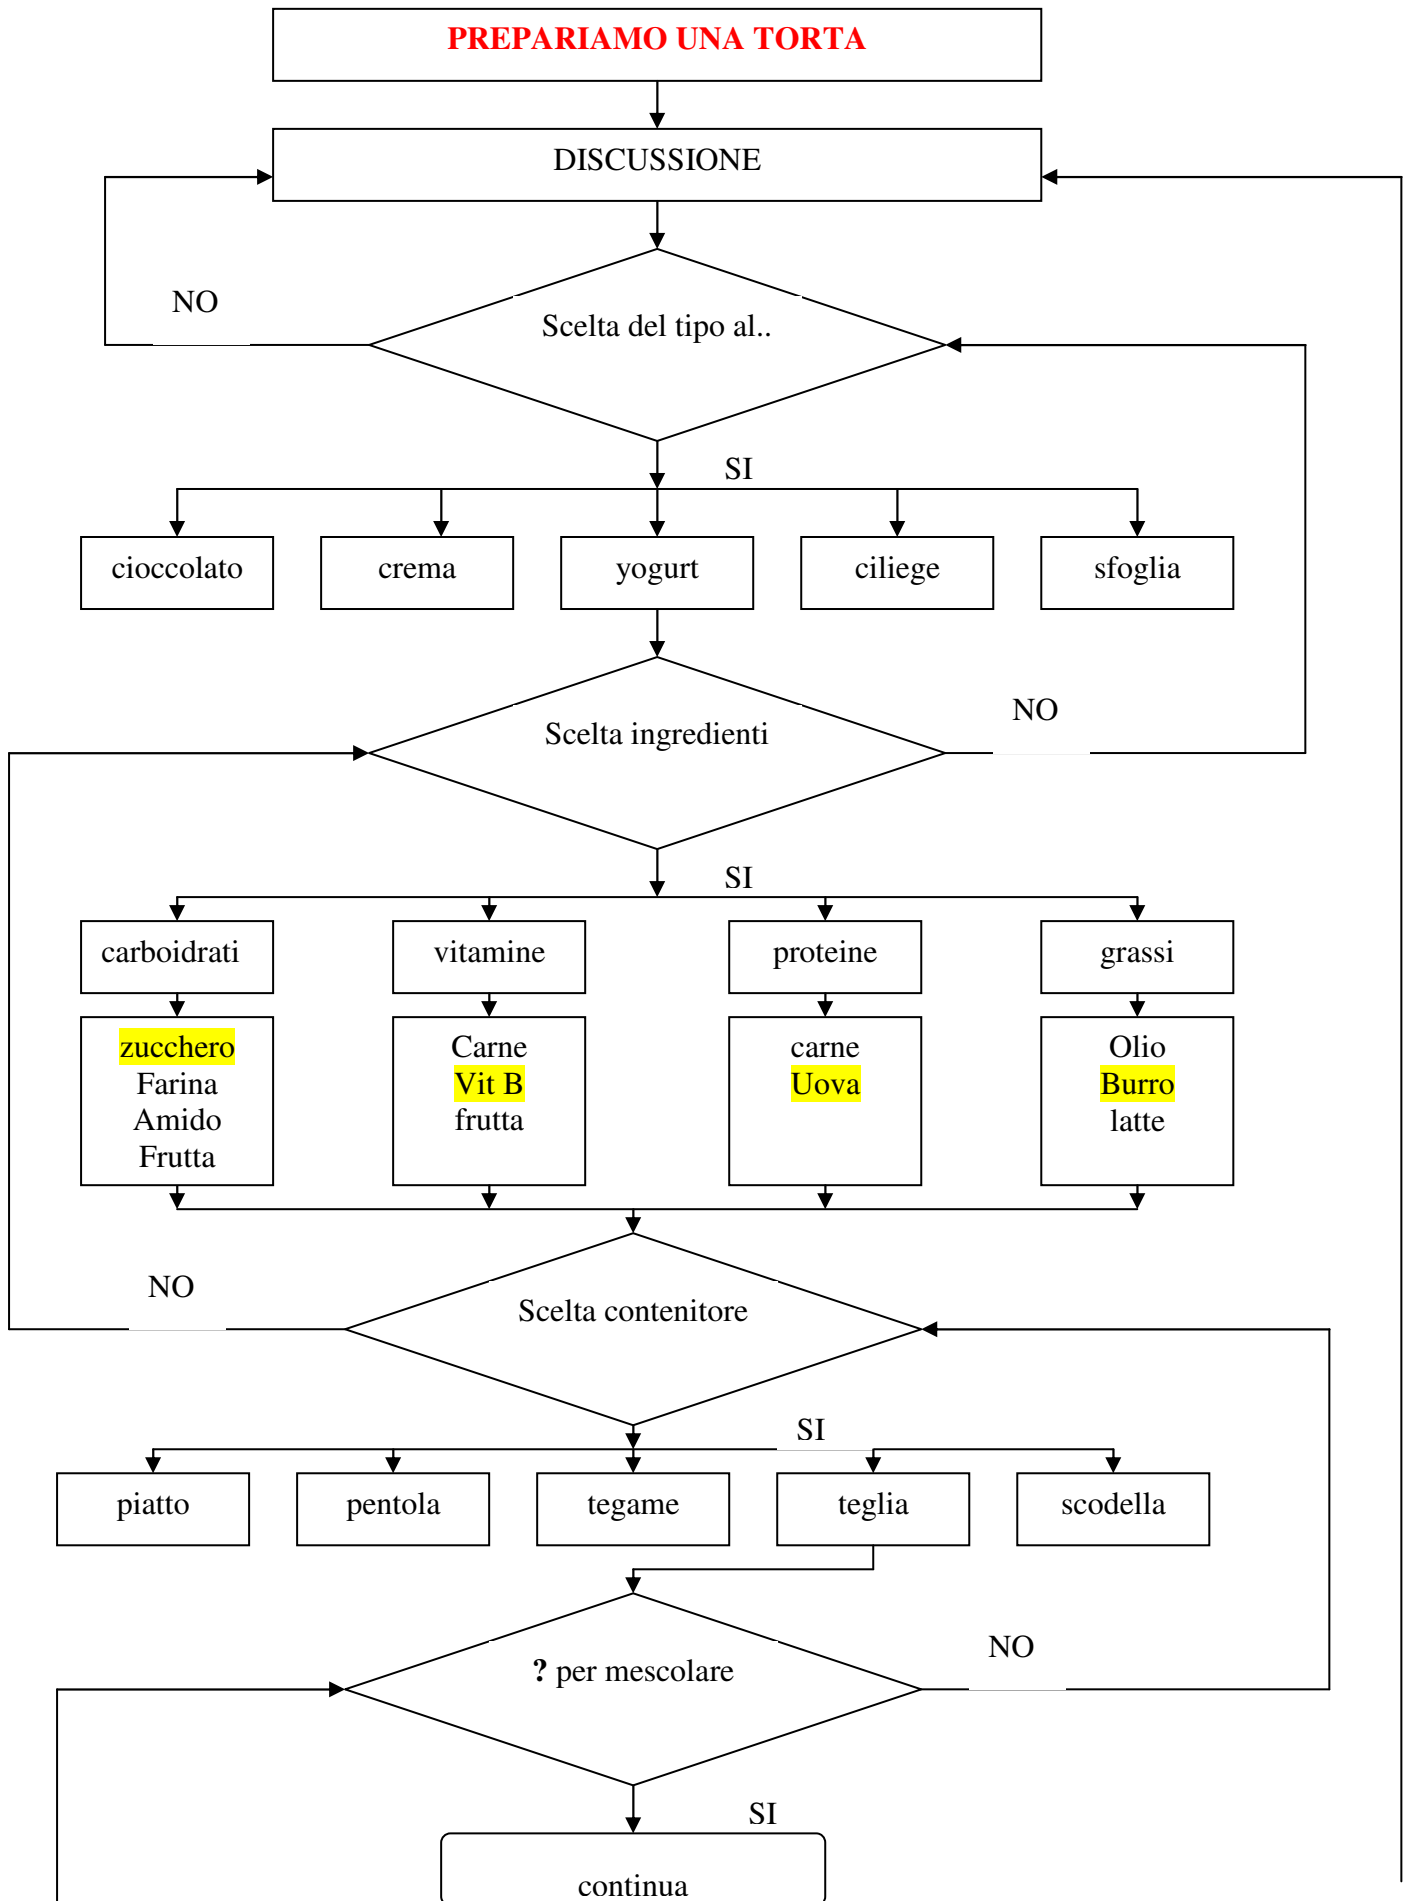 PREPARIAMO UNA TORTA
DISCUSSIONE
NO
Scelta del tipo al..
SI
cioccolato
crema
yogurt
ciliege
sfoglia
NO
Scelta ingredienti
SI
carboidrati
vitamine
proteine
grassi
zucchero
Farina
Amido
Frutta
Carne
Vit B
frutta
carne
Uova
Olio
Burro
latte
NO
Scelta contenitore
SI
piatto
pentola
tegame
teglia
scodella
NO
? per mescolare
SI
continua